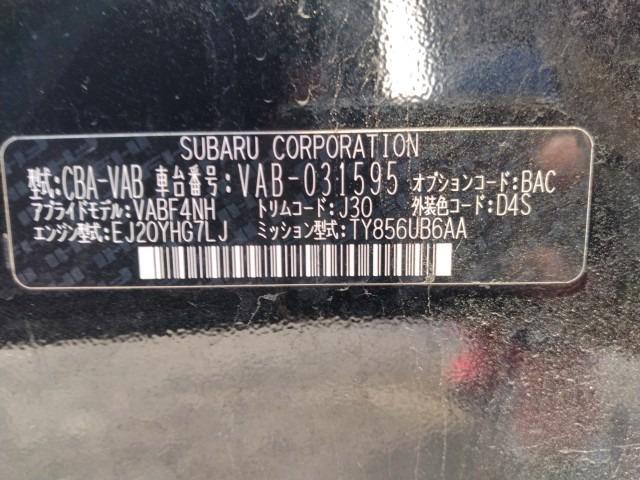 SUBARU CORPORATION
型式:CBA-VAB 車台番号:VAB-031595 オプションコード:BAC
アプライドモデル:VABF4NH トリムコード:J30 外装色コード:D4S
エンジン型式:EJ20YHG7LJ ミッション型式:TY856UB6AA